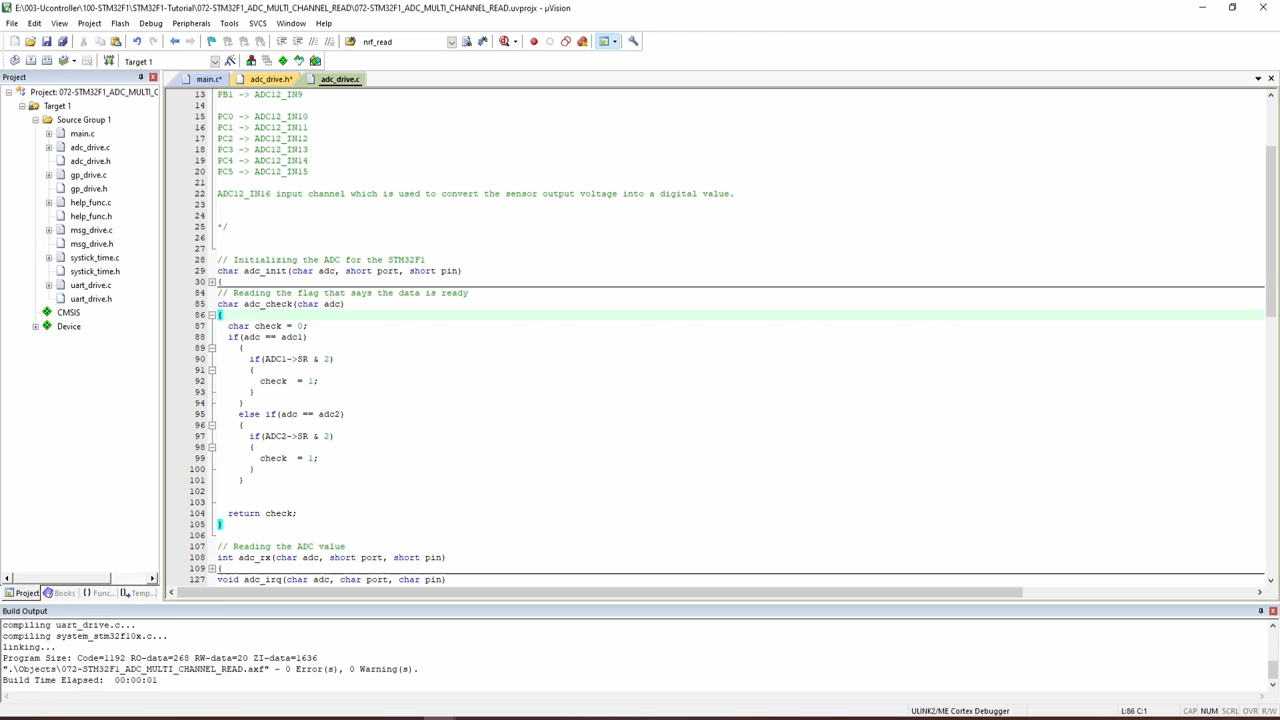 E:\003-Ucontroller\100-STM32F1\STM32F1-Tutorial\072-STM32F1_ADC_MULTI_CHANNEL_READ\072-STM32F1_ADC_MULTI_CHANNEL_READ.uvprojx - µVision
File Edit View Project Flash Debug Peripherals Tools SVCS Window Help
nrf_read
Target 1
Project
main.c* adc_drive.h* adc_drive.c
Project: 072-STM32F1_ADC_MULTI_C
Target 1
Source Group 1
main.c
adc_drive.c
adc_drive.h
gp_drive.c
gp_drive.h
help_func.c
help_func.h
msg_drive.c
msg_drive.h
systick_time.c
systick_time.h
uart_drive.c
uart_drive.h
CMSIS
Device
Project Books {} Func... Temp...
13 PB1 -> ADC12_IN9
14
15 PC0 -> ADC12_IN10
16 PC1 -> ADC12_IN11
17 PC2 -> ADC12_IN12
18 PC3 -> ADC12_IN13
19 PC4 -> ADC12_IN14
20 PC5 -> ADC12_IN15
21
22 ADC12_IN16 input channel which is used to convert the sensor output voltage into a digital value.
23
24
25 */
26
27
28 // Initializing the ADC for the STM32F1
29 char adc_init(char adc, short port, short pin)
30 {
84 // Reading the flag that says the data is ready
85 char adc_check(char adc)
86 {
87 char check = 0;
88 if(adc == adc1)
89 {
90 if(ADC1->SR & 2)
91 {
92 check  = 1;
93 }
94 }
95 else if(adc == adc2)
96 {
97 if(ADC2->SR & 2)
98 {
99 check  = 1;
100 }
101 }
102
103
104 return check;
105 }
106
107 // Reading the ADC value
108 int adc_rx(char adc, short port, short pin)
109 {
127 void adc_irq(char adc, char port, char pin)
Build Output
compiling uart_drive.c...
compiling system_stm32f10x.c...
linking...
Program Size: Code=1192 RO-data=268 RW-data=20 ZI-data=1636
".\Objects\072-STM32F1_ADC_MULTI_CHANNEL_READ.axf" - 0 Error(s), 0 Warning(s).
Build Time Elapsed:  00:00:01
ULINK2/ME Cortex Debugger L:86 C:1 CAP NUM SCRL OVR R/W